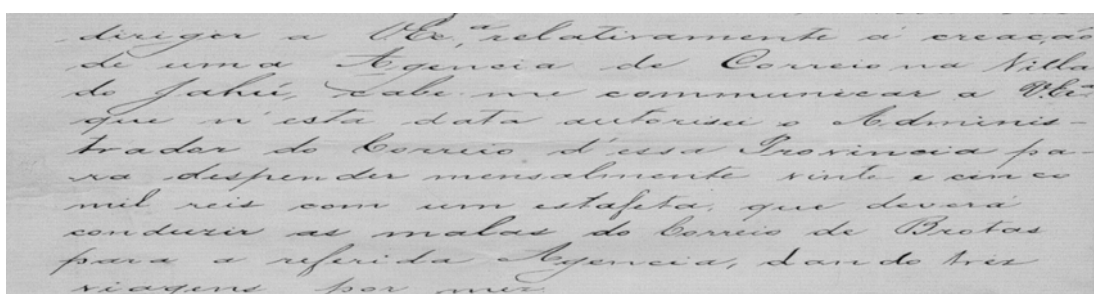 dirigir a V.Ex.ª, relativamente á creação
de uma Agencia de Correio na Villa
do Jahú, cabe me communicar a V.Ex.ª
que n'esta data autorisei o Adminis-
trador do Correio d'essa Provincia pa-
ra despender mensalmente vinte e cinco
mil reis com um estafeta, que deverá
conduzir as malas do Correio de Brotas
para a referida Agencia, dando tres
viagens por mez